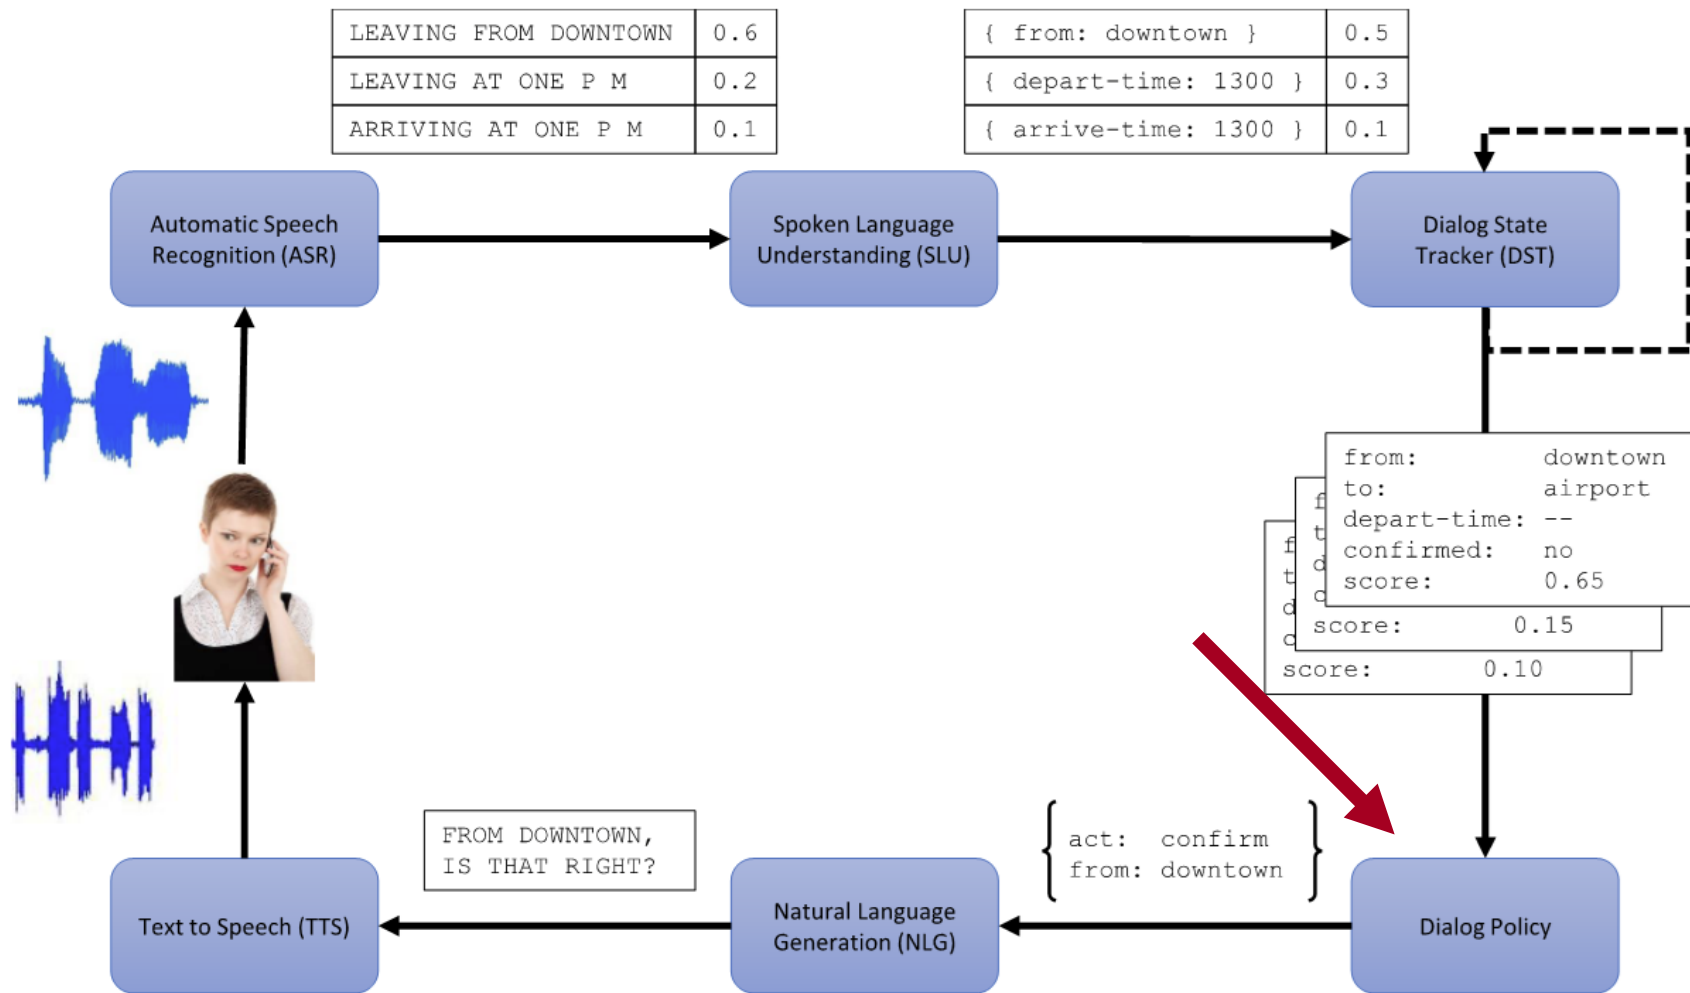 LEAVING FROM DOWNTOWN 0.6
LEAVING AT ONE P M 0.2
ARRIVING AT ONE P M 0.1
{ from: downtown } 0.5
{ depart-time: 1300 } 0.3
{ arrive-time: 1300 } 0.1
Automatic Speech
Recognition (ASR)
Spoken Language
Understanding (SLU)
Dialog State
Tracker (DST)
from: downtown
to: airport
depart-time: --
confirmed: no
score: 0.65
f
t
d
c
score: 0.15
f
t
d
c
score: 0.10
{ act: confirm
from: downtown }
FROM DOWNTOWN,
IS THAT RIGHT?
Text to Speech (TTS)
Natural Language
Generation (NLG)
Dialog Policy